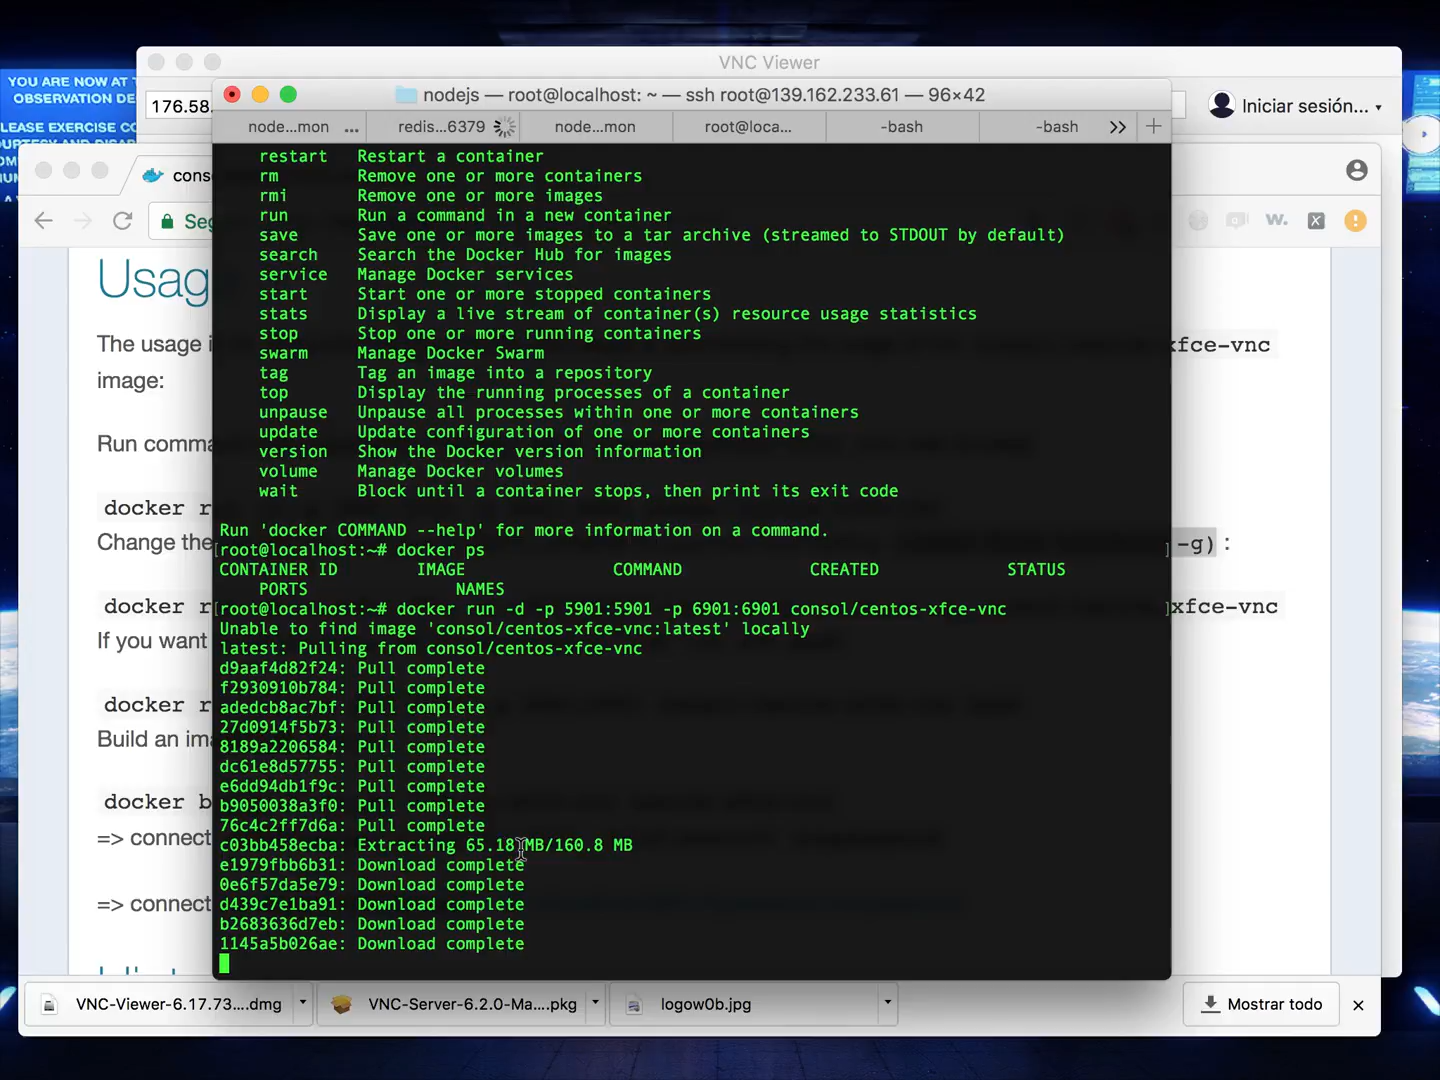 YOU ARE NOW AT T
OBSERVATION DE
LEASE EXERCISE CO
VNC Viewer
176.58.
Iniciar sesión...
nodejs — root@localhost: ~ — ssh root@139.162.233.61 — 96×42
node...mon ... redis...6379 node...mon root@loca... -bash -bash >> +
cons
Seg
w.
restart Restart a container
rm Remove one or more containers
rmi Remove one or more images
run Run a command in a new container
save Save one or more images to a tar archive (streamed to STDOUT by default)
search Search the Docker Hub for images
service Manage Docker services
start Start one or more stopped containers
stats Display a live stream of container(s) resource usage statistics
stop Stop one or more running containers
swarm Manage Docker Swarm
tag Tag an image into a repository
top Display the running processes of a container
unpause Unpause all processes within one or more containers
update Update configuration of one or more containers
version Show the Docker version information
volume Manage Docker volumes
wait Block until a container stops, then print its exit code
Run 'docker COMMAND --help' for more information on a command.
[root@localhost:~# docker ps ]
CONTAINER ID IMAGE COMMAND CREATED STATUS
PORTS NAMES
[root@localhost:~# docker run -d -p 5901:5901 -p 6901:6901 consol/centos-xfce-vnc ]
Unable to find image 'consol/centos-xfce-vnc:latest' locally
latest: Pulling from consol/centos-xfce-vnc
d9aaf4d82f24: Pull complete
f2930910b784: Pull complete
adedcb8ac7bf: Pull complete
27d0914f5b73: Pull complete
8189a2206584: Pull complete
dc61e8d57755: Pull complete
e6dd94db1f9c: Pull complete
b9050038a3f0: Pull complete
76c4c2ff7d6a: Pull complete
c03bb458ecba: Extracting 65.18 MB/160.8 MB
e1979fbb6b31: Download complete
0e6f57da5e79: Download complete
d439c7e1ba91: Download complete
b2683636d7eb: Download complete
1145a5b026ae: Download complete
Usag
The usage i
xfce-vnc
image:
Run comma
docker r
Change the
-g) :
docker r
xfce-vnc
If you want
docker r
Build an ima
docker b
=> connect
=> connect
VNC-Viewer-6.17.73....dmg
VNC-Server-6.2.0-Ma....pkg
logow0b.jpg
Mostrar todo